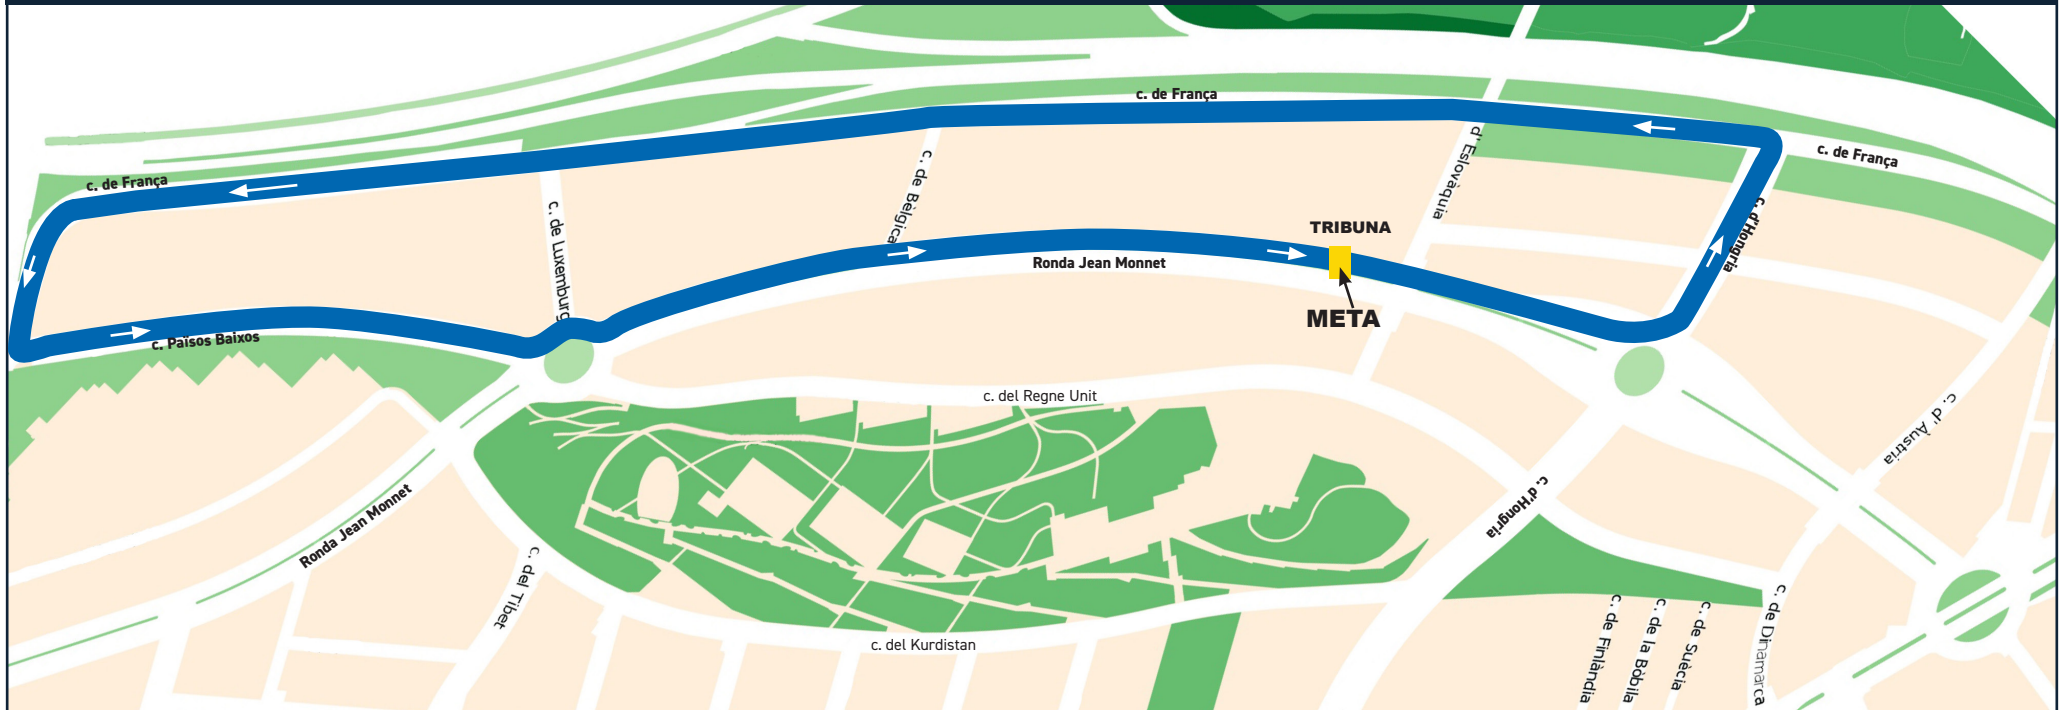 c. de França
c. de França
c. de França
c. de Luxemburg
c. de Bèlgica
d' Eslovàquia
c. d'Hongria
TRIBUNA
META
Ronda Jean Monnet
c. Països Baixos
c. del Regne Unit
c. d' Àustria
Ronda Jean Monnet
c. d'Hongria
c. del Tibet
c. del Kurdistan
c. de Finlàndia
c. de la Bòbila
c. de Suècia
c. de Dinamarca